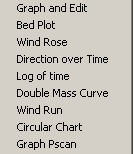 Graph and Edit
Bed Plot
Wind Rose
Direction over Time
Log of time
Double Mass Curve
Wind Run
Circular Chart
Graph Pscan